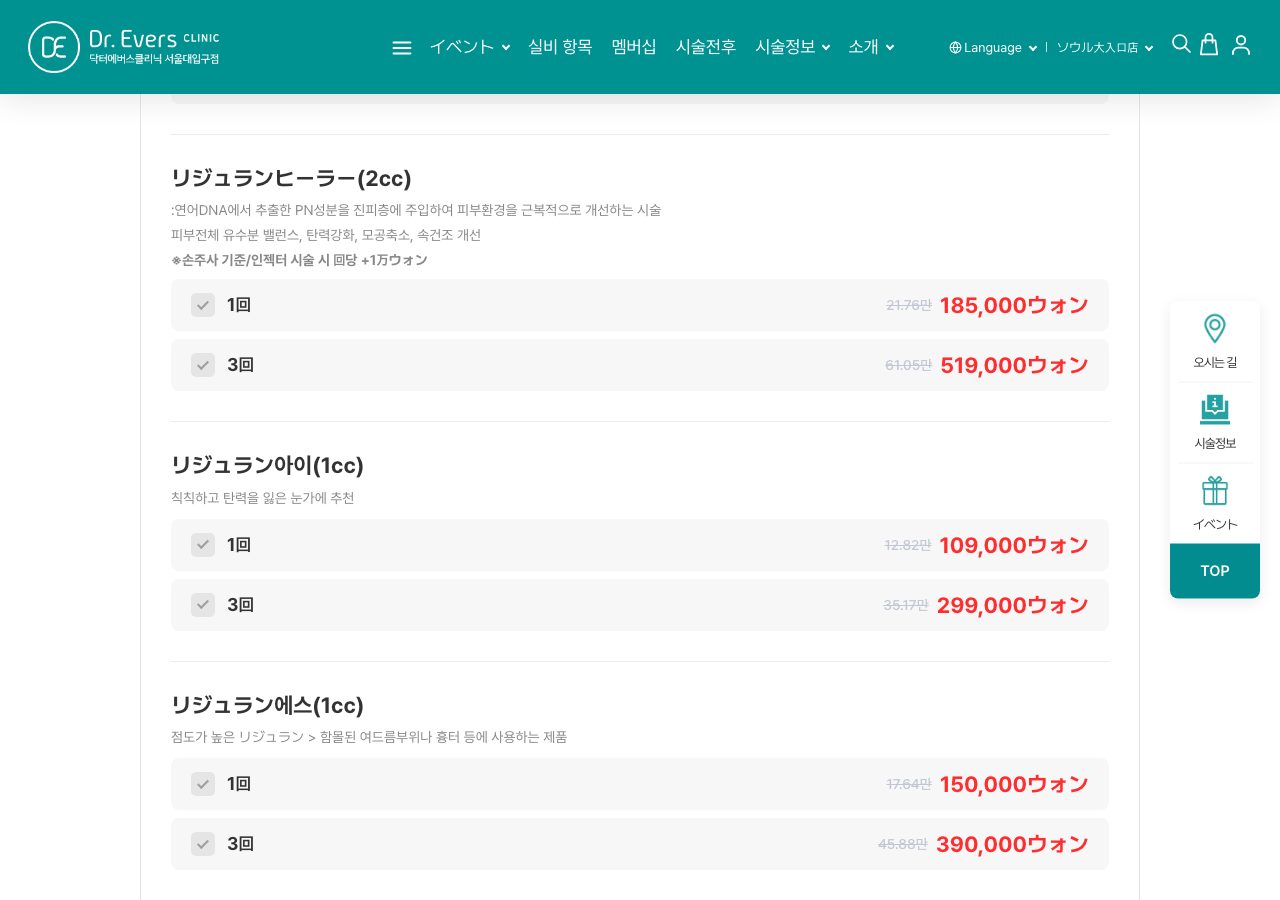 Dr. Evers CLINIC
닥터에버스클리닉 서울대입구점
イベント
실비 항목
멤버십
시술전후
시술정보
소개
Language
ソウル大入口店
リジュランヒーラー(2cc)
:연어DNA에서 추출한 PN성분을 진피층에 주입하여 피부환경을 근복적으로 개선하는 시술
피부전체 유수분 밸런스, 탄력강화, 모공축소, 속건조 개선
※손주사 기준/인젝터 시술 시 回당 +1万ウォン
1回 21.76만 185,000ウォン
3回 61.05만 519,000ウォン
リジュラン아이(1cc)
칙칙하고 탄력을 잃은 눈가에 추천
1回 12.82만 109,000ウォン
3回 35.17만 299,000ウォン
リジュラン에스(1cc)
점도가 높은 リジュラン > 함몰된 여드름부위나 흉터 등에 사용하는 제품
1回 17.64만 150,000ウォン
3回 45.88만 390,000ウォン
오시는 길
시술정보
イベント
TOP